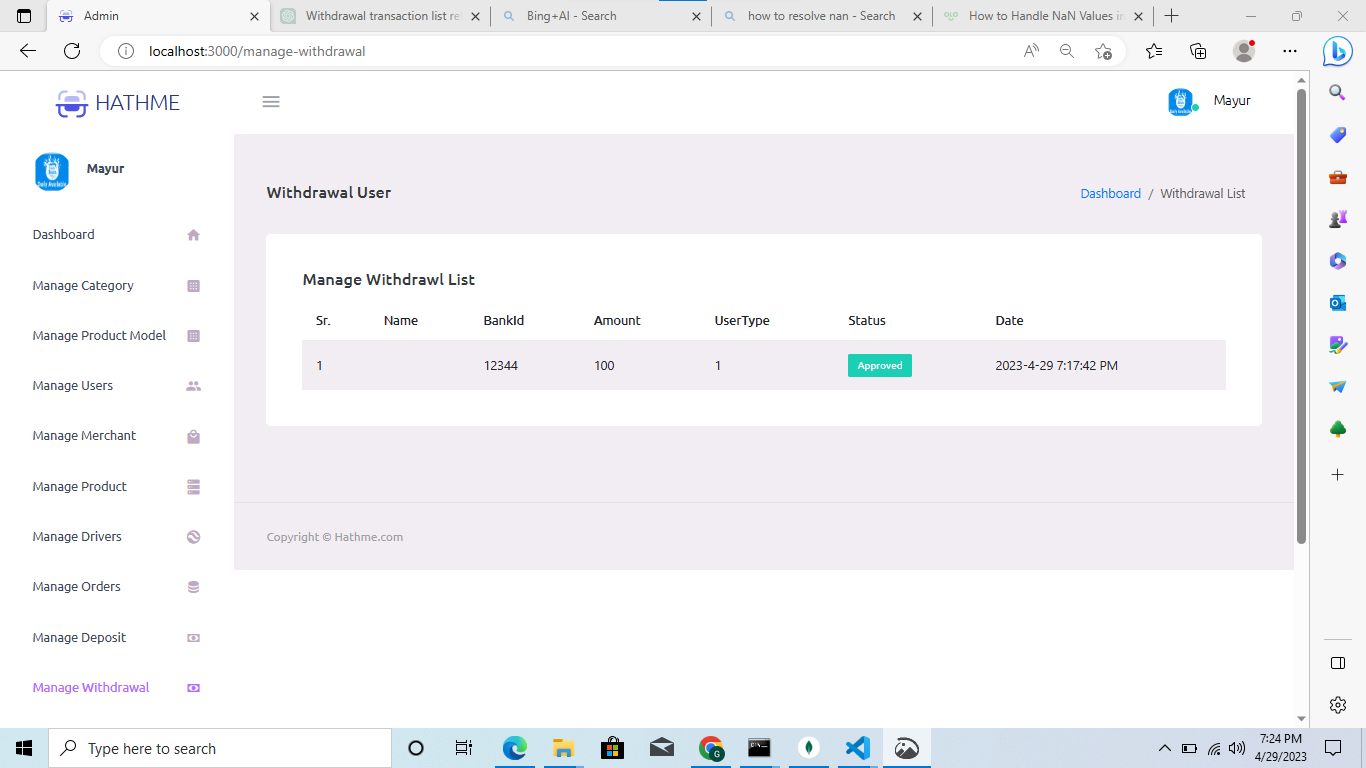 Admin
Withdrawal transaction list re
Bing+AI - Search
how to resolve nan - Search
How to Handle NaN Values in
localhost:3000/manage-withdrawal
HATHME
Mayur
Mayur
Dashboard
Manage Category
Manage Product Model
Manage Users
Manage Merchant
Manage Product
Manage Drivers
Manage Orders
Manage Deposit
Manage Withdrawal
Withdrawal User
Dashboard / Withdrawal List
Manage Withdrawl List
Sr. Name BankId Amount UserType Status Date
1 12344 100 1 Approved 2023-4-29 7:17:42 PM
Copyright © Hathme.com
Type here to search
7:24 PM
4/29/2023